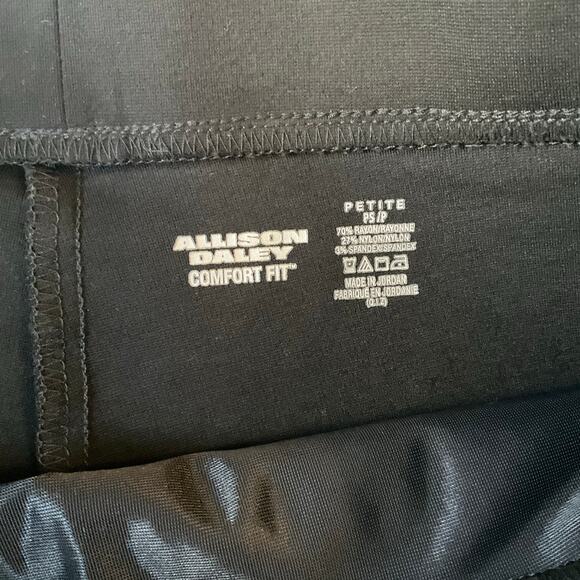 ALLISON
DALEY
COMFORT FIT™
PETITE
PS/P
70% RAYON/RAYONNE
27% NYLON/NYLON
3% SPANDEX/SPANDEX
MADE IN JORDAN
FABRIQUE EN JORDANIE